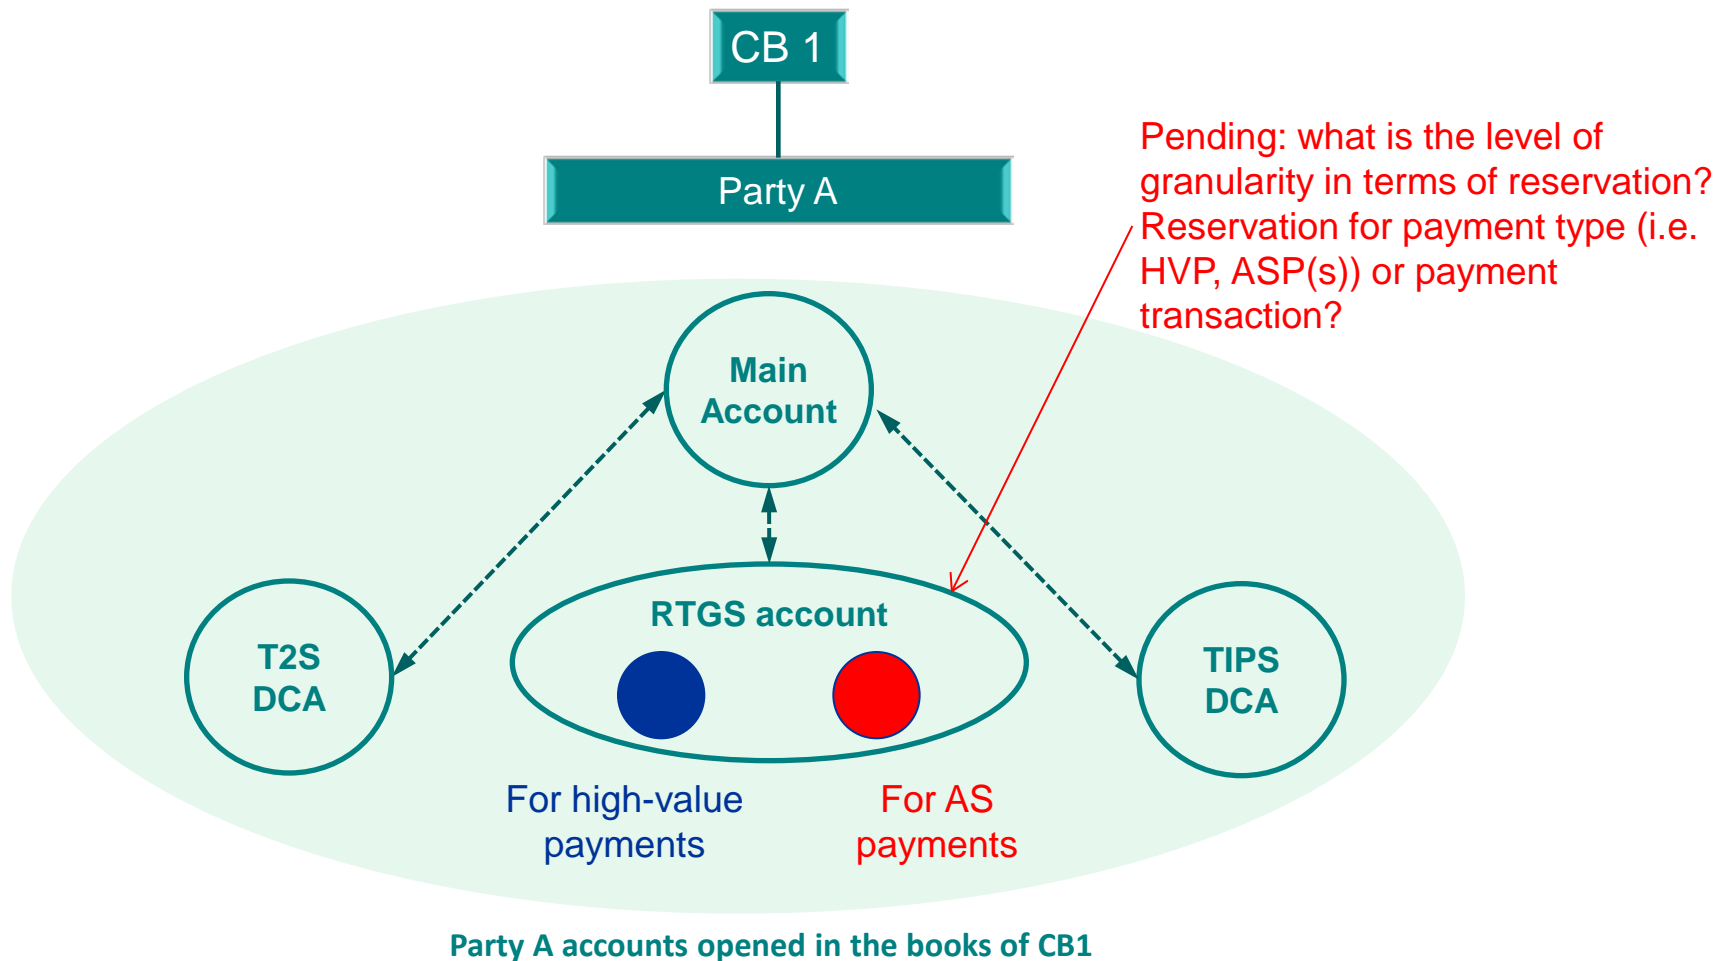 CB 1
Party A
Pending: what is the level of
granularity in terms of reservation?
Reservation for payment type (i.e.
HVP, ASP(s)) or payment
transaction?
Main
Account
RTGS account
T2S
DCA
TIPS
DCA
For high-value
payments
For AS
payments
Party A accounts opened in the books of CB1